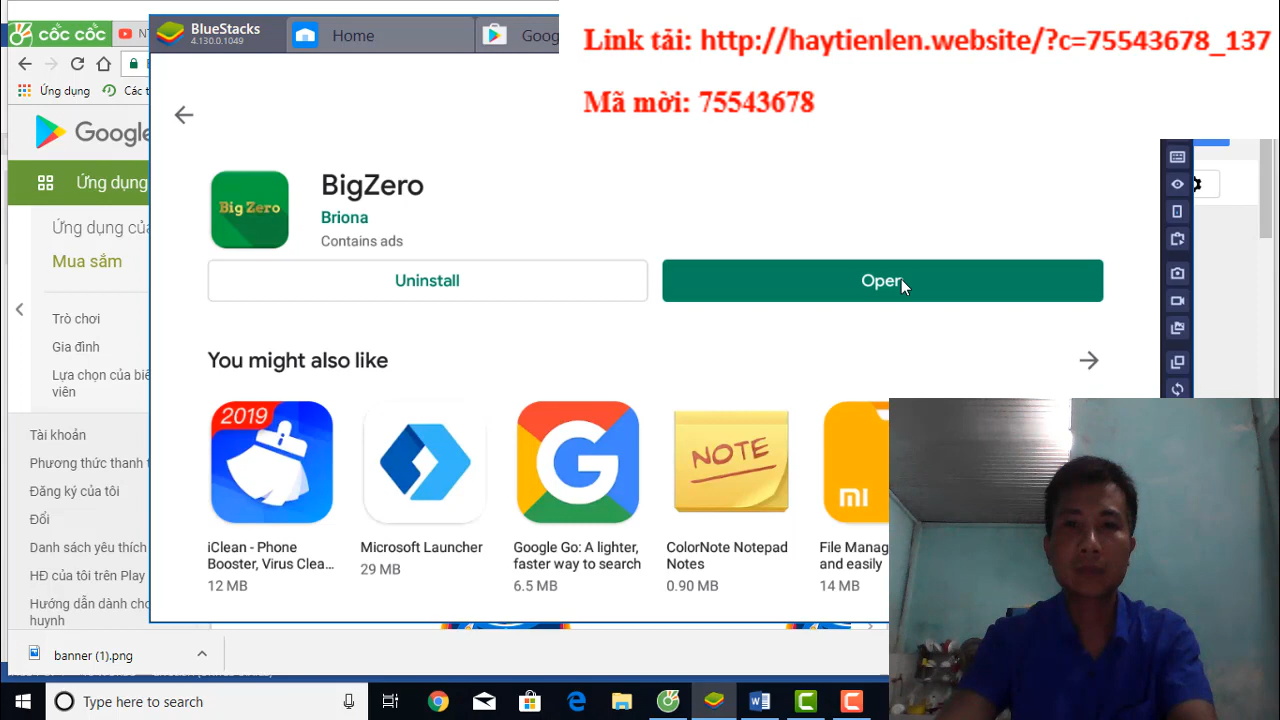 Link tải: http://haytienlen.website/?c=75543678_137
Mã mời: 75543678
cốc cốc
BlueStacks
4.130.0.1049
Home
Goog
Ứng dụng
Các t
Google
Ứng dụng
Ứng dụng củ
Mua sắm
Trò chơi
Gia đình
Lựa chọn của biê
viên
Tài khoản
Phương thức thanh t
Đăng ký của tôi
Đổi
Danh sách yêu thích
HĐ của tôi trên Play
Hướng dẫn dành cho
huynh
Big Zero
BigZero
Briona
Contains ads
Uninstall
Open
You might also like
2019
NOTE
MI
iClean - Phone
Booster, Virus Clea...
12 MB
Microsoft Launcher
29 MB
Google Go: A lighter,
faster way to search
6.5 MB
ColorNote Notepad
Notes
0.90 MB
File Manag
and easily
14 MB
banner (1).png
Type here to search